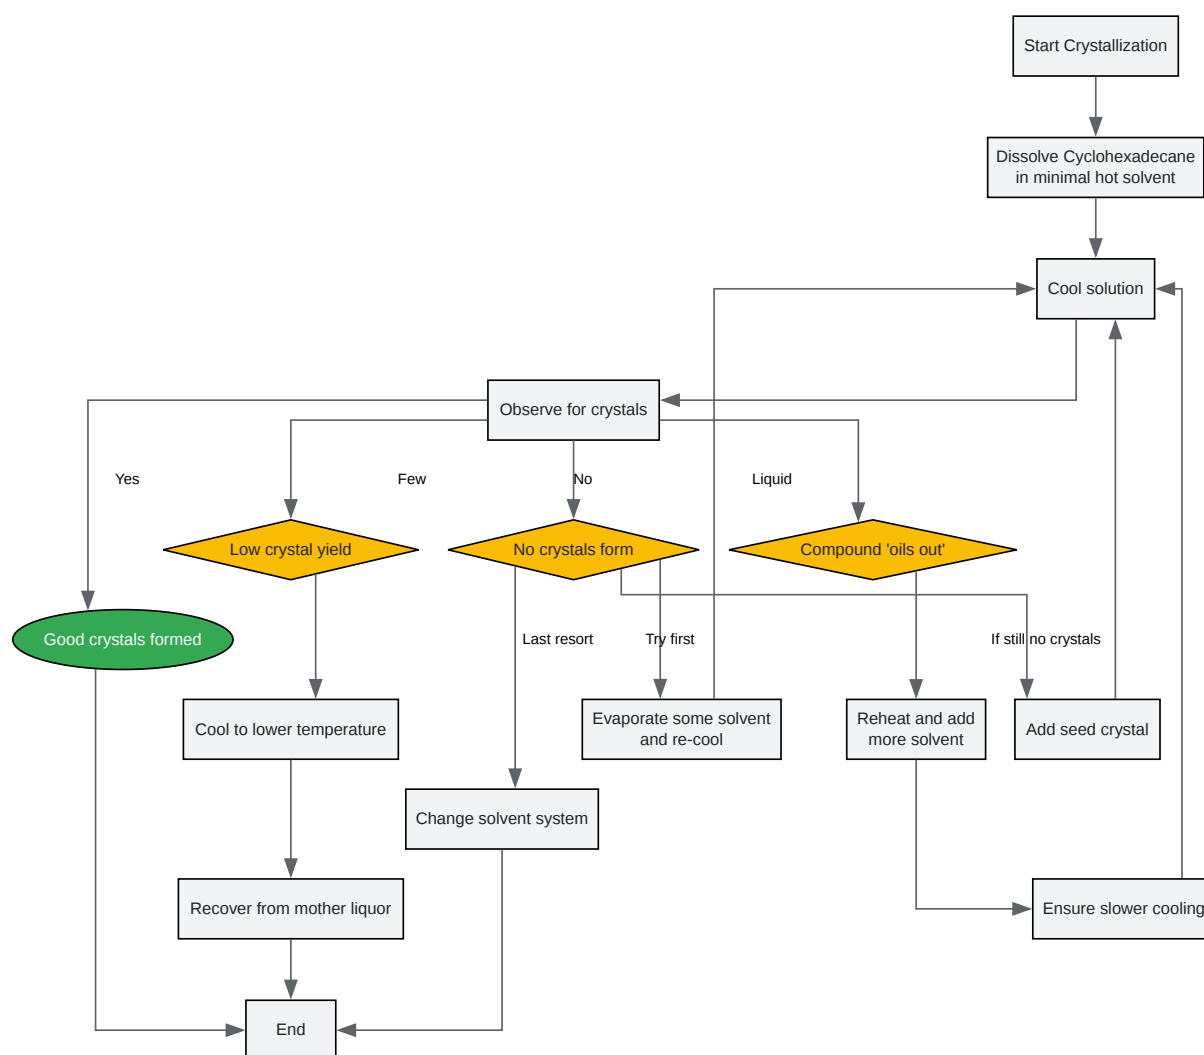 Start Crystallization
Dissolve Cyclohexadecane
in minimal hot solvent
Cool solution
Observe for crystals
Yes
Few
No
Liquid
Low crystal yield
No crystals form
Compound 'oils out'
Good crystals formed
Last resort
Try first
If still no crystals
Cool to lower temperature
Evaporate some solvent
and re-cool
Reheat and add
more solvent
Add seed crystal
Change solvent system
Recover from mother liquor
Ensure slower cooling
End